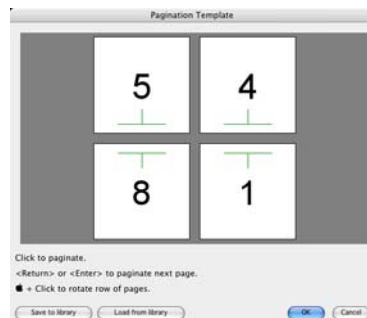 Pagination Template
5 4
8 1
Click to paginate.
<Return> or <Enter> to paginate next page.
+ Click to rotate row of pages.
Save to library Load from library OK Cancel